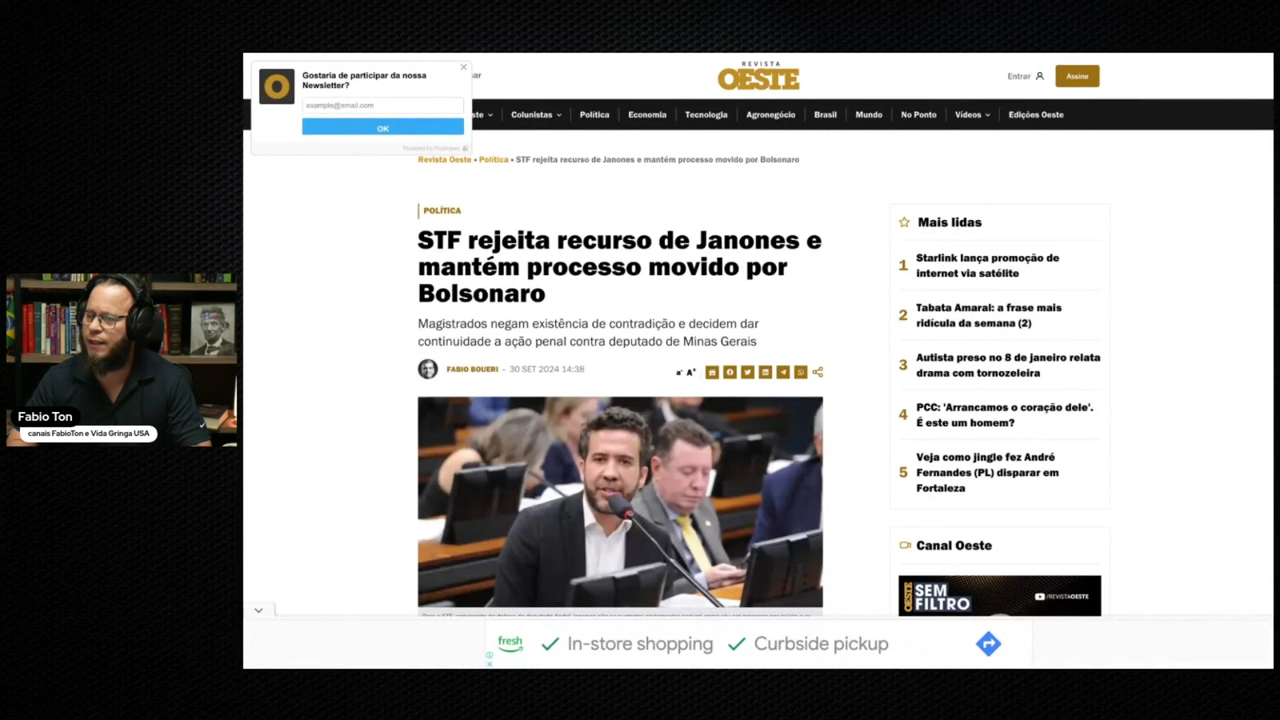 Gostaria de participar da nossa
Newsletter?
example@email.com
OK
ar
REVISTA
OESTE
Entrar
Assine
ste
Colunistas
Política
Economia
Tecnologia
Agronegócio
Brasil
Mundo
No Ponto
Vídeos
Edições Oeste
Revista Oeste • Política • STF rejeita recurso de Janones e mantém processo movido por Bolsonaro
POLÍTICA
STF rejeita recurso de Janones e
mantém processo movido por
Bolsonaro
Magistrados negam existência de contradição e decidem dar
continuidade a ação penal contra deputado de Minas Gerais
FABIO BOUERI - 30 SET 2024 14:38
a- A+
Mais lidas
1 Starlink lança promoção de
internet via satélite
2 Tabata Amaral: a frase mais
ridícula da semana (2)
3 Autista preso no 8 de janeiro relata
drama com tornozeleira
4 PCC: 'Arrancamos o coração dele'.
É este um homem?
5 Veja como jingle fez André
Fernandes (PL) disparar em
Fortaleza
Canal Oeste
OESTE
SEM
FILTRO
/REVISTAOESTE
Fabio Ton
canais FabioTon e Vida Gringa USA
fresh
In-store shopping
Curbside pickup